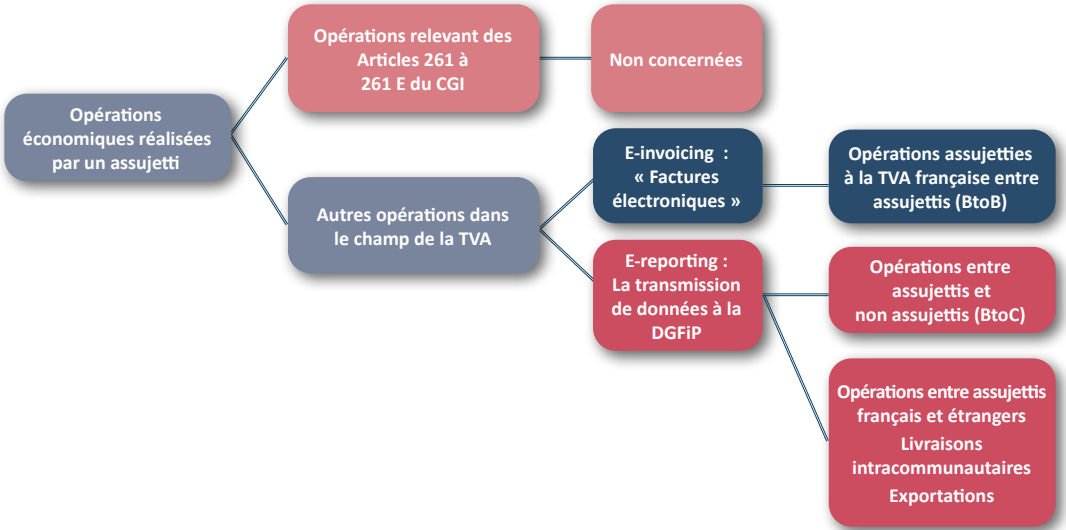 Opérations relevant des
Articles 261 à
261 E du CGI
Non concernées
Opérations
économiques réalisées
par un assujetti
E-invoicing :
« Factures
électroniques »
Opérations assujetties
à la TVA française entre
assujettis (BtoB)
Autres opérations dans
le champ de la TVA
E-reporting :
La transmission
de données à la
DGFiP
Opérations entre
assujettis et
non assujettis (BtoC)
Opérations entre assujettis
français et étrangers
Livraisons
intracommunautaires
Exportations